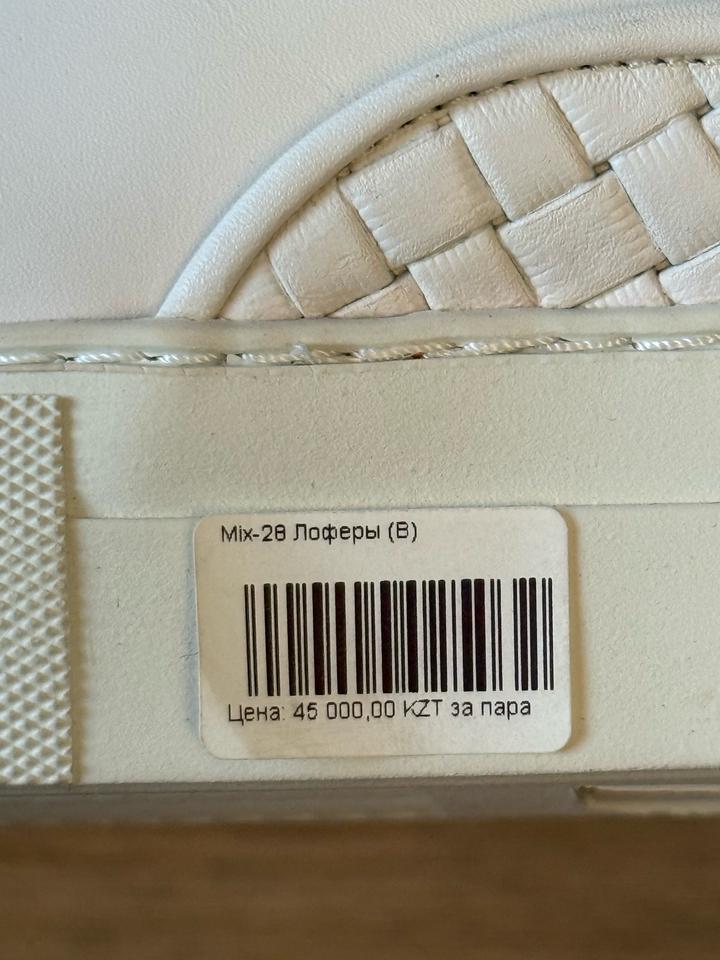 Mix-28 Лоферы (В)
Цена: 45 000,00 KZT за пара